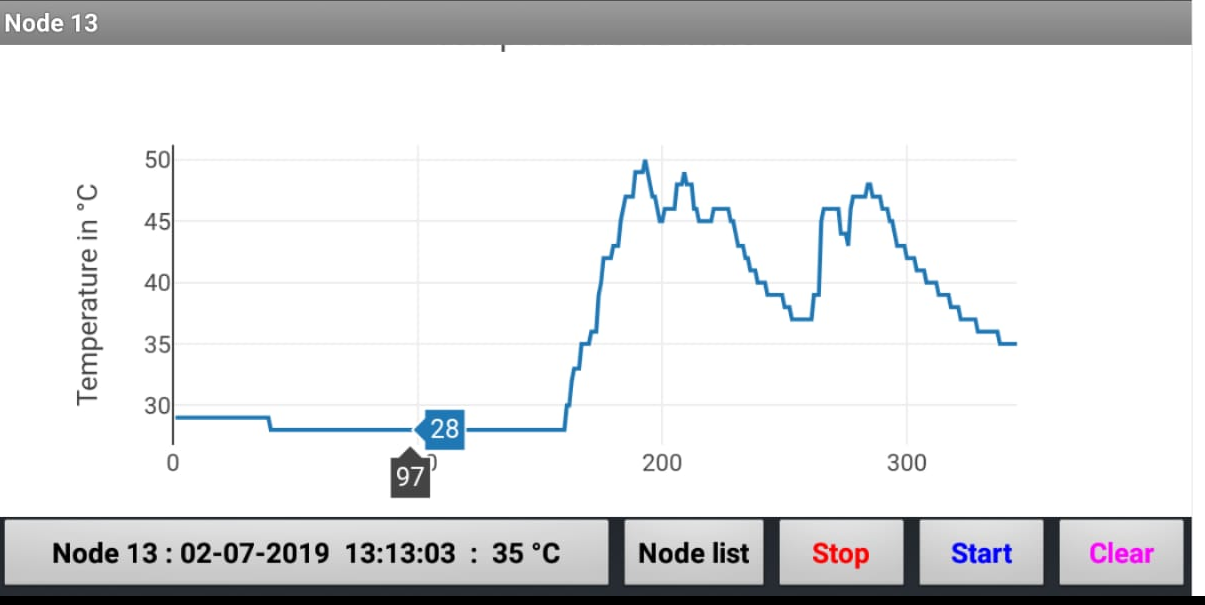 Node 13
50
45
40
35
30
Temperature in °C
28
0
200
300
97
Node 13 : 02-07-2019 13:13:03 : 35 °C
Node list
Stop
Start
Clear